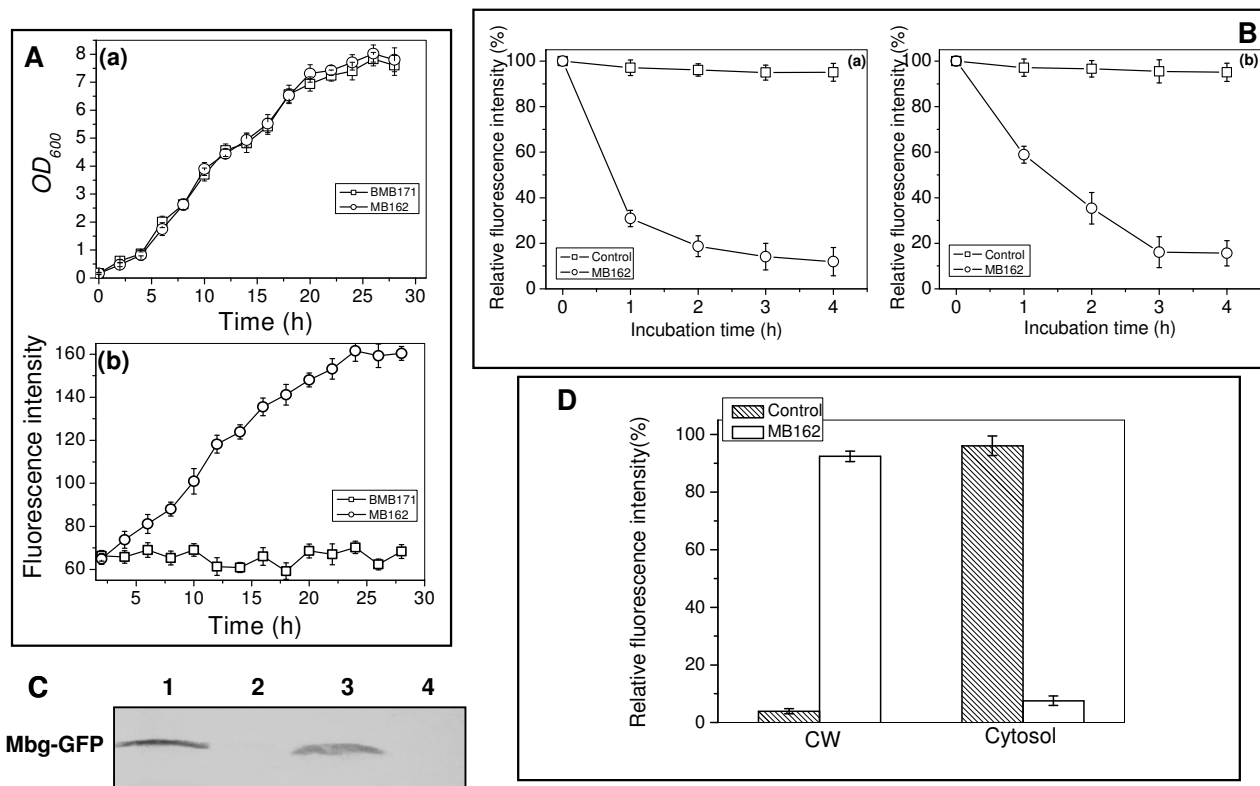 A
(a)
8
7
6
5
4
3
2
1
0
OD600
BMB171
MB162
0 5 10 15 20 25 30
Time (h)
(b)
160
140
120
100
80
60
Fluorescence intensity
BMB171
MB162
5 10 15 20 25 30
Time (h)
B
(a)
100
80
60
40
20
0
Relative fluorescence intensity (%)
Control
MB162
0 1 2 3 4
Incubation time (h)
(b)
100
80
60
40
20
0
Relative fluorescence intensity (%)
Control
MB162
0 1 2 3 4
Incubation time (h)
C
1 2 3 4
Mbg-GFP
D
Control
MB162
100
80
60
40
20
0
Relative fluorescence intensity(%)
CW Cytosol